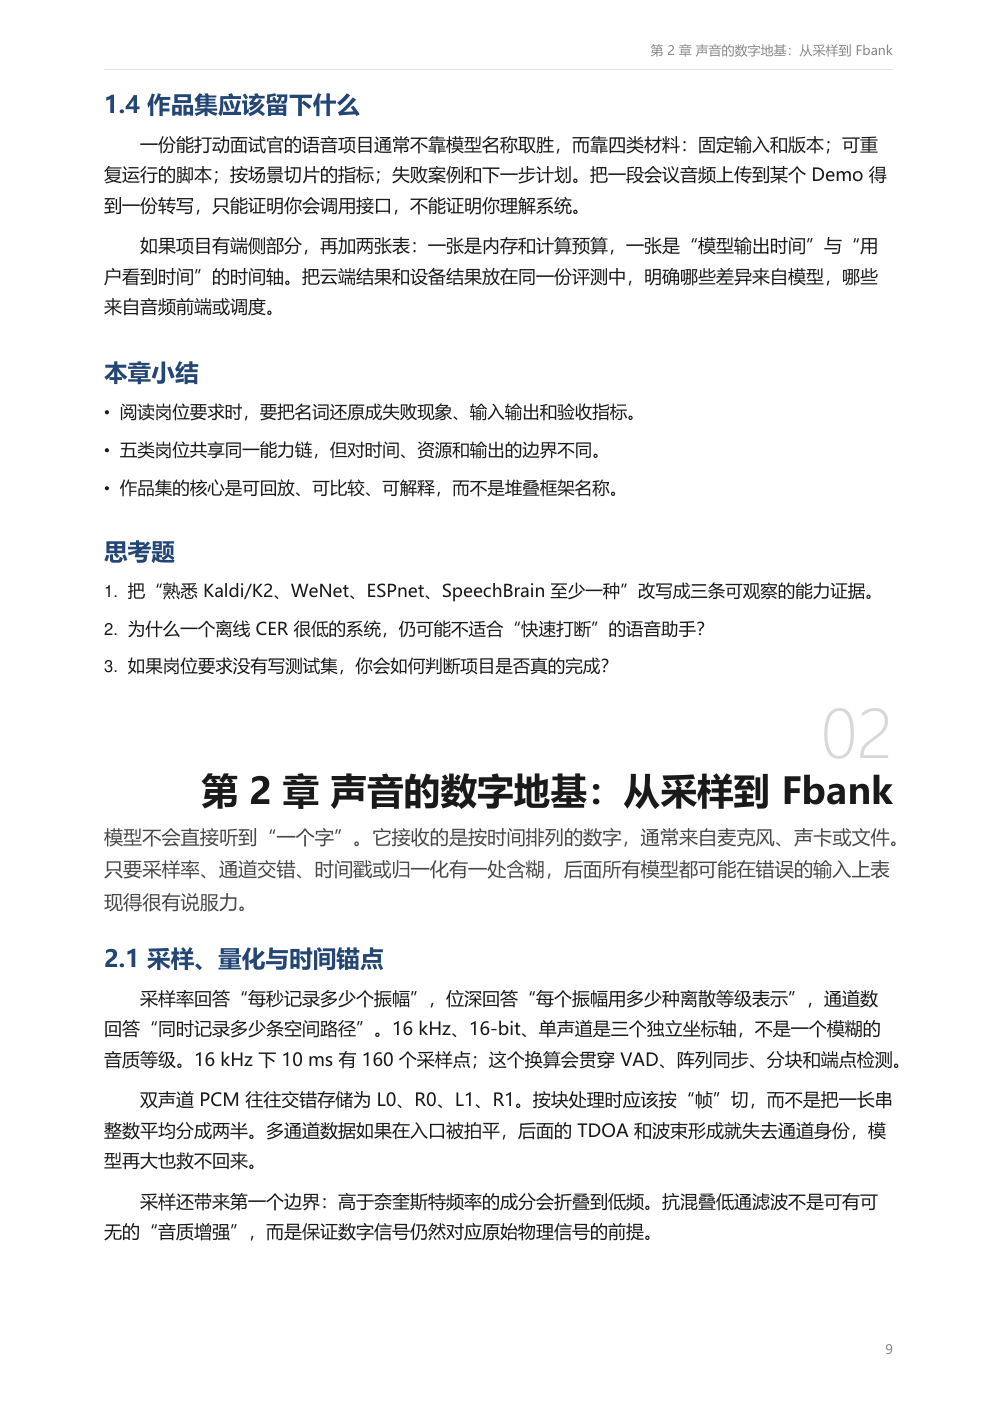 第 2 章 声音的数字地基：从采样到 Fbank
1.4 作品集应该留下什么
一份能打动面试官的语音项目通常不靠模型名称取胜，而靠四类材料：固定输入和版本；可重
复运行的脚本；按场景切片的指标；失败案例和下一步计划。把一段会议音频上传到某个 Demo 得
到一份转写，只能证明你会调用接口，不能证明你理解系统。
如果项目有端侧部分，再加两张表：一张是内存和计算预算，一张是“模型输出时间”与“用
户看到时间”的时间轴。把云端结果和设备结果放在同一份评测中，明确哪些差异来自模型，哪些
来自音频前端或调度。
本章小结
• 阅读岗位要求时，要把名词还原成失败现象、输入输出和验收指标。
• 五类岗位共享同一能力链，但对时间、资源和输出的边界不同。
• 作品集的核心是可回放、可比较、可解释，而不是堆叠框架名称。
思考题
1. 把“熟悉 Kaldi/K2、WeNet、ESPnet、SpeechBrain 至少一种”改写成三条可观察的能力证据。
2. 为什么一个离线 CER 很低的系统，仍可能不适合“快速打断”的语音助手？
3. 如果岗位要求没有写测试集，你会如何判断项目是否真的完成？
02
第 2 章 声音的数字地基：从采样到 Fbank
模型不会直接听到“一个字”。它接收的是按时间排列的数字，通常来自麦克风、声卡或文件。
只要采样率、通道交错、时间戳或归一化有一处含糊，后面所有模型都可能在错误的输入上表
现得很有说服力。
2.1 采样、量化与时间锚点
采样率回答“每秒记录多少个振幅”，位深回答“每个振幅用多少种离散等级表示”，通道数
回答“同时记录多少条空间路径”。16 kHz、16-bit、单声道是三个独立坐标轴，不是一个模糊的
音质等级。16 kHz 下 10 ms 有 160 个采样点；这个换算会贯穿 VAD、阵列同步、分块和端点检测。
双声道 PCM 往往交错存储为 L0、R0、L1、R1。按块处理时应该按“帧”切，而不是把一长串
整数平均分成两半。多通道数据如果在入口被拍平，后面的 TDOA 和波束形成就失去通道身份，模
型再大也救不回来。
采样还带来第一个边界：高于奈奎斯特频率的成分会折叠到低频。抗混叠低通滤波不是可有可
无的“音质增强”，而是保证数字信号仍然对应原始物理信号的前提。
9